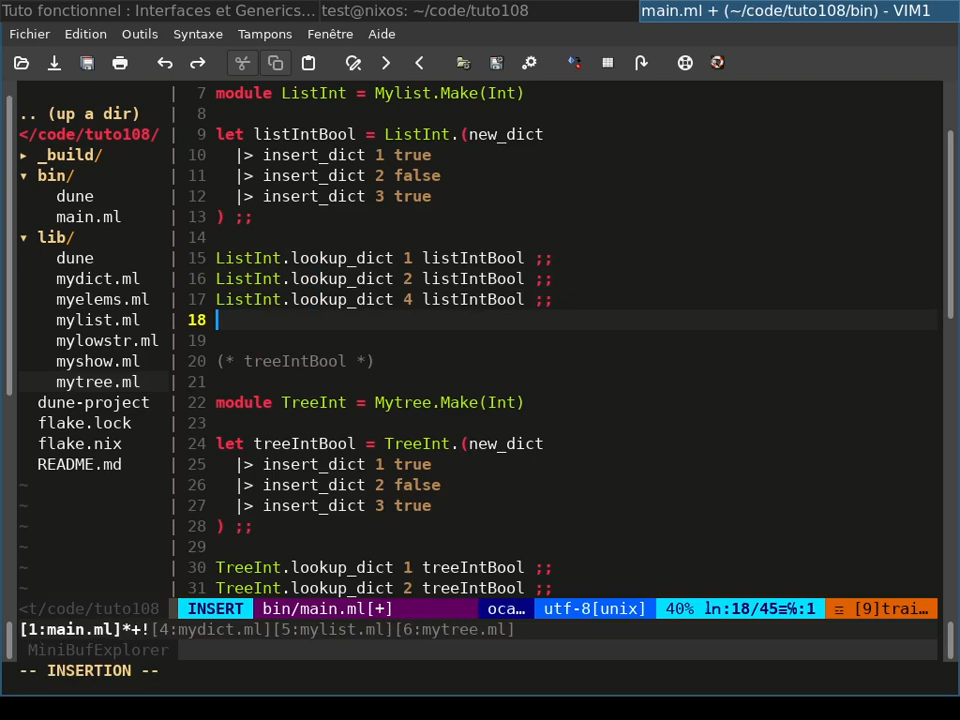 Tuto fonctionnel : Interfaces et Generics... test@nixos: ~/code/tuto108 main.ml + (~/code/tuto108/bin) - VIM1
Fichier Edition Outils Syntaxe Tampons Fenêtre Aide
.. (up a dir)
</code/tuto108/
▸ _build/
▾ bin/
dune
main.ml
▾ lib/
dune
mydict.ml
myelems.ml
mylist.ml
mylowstr.ml
myshow.ml
mytree.ml
dune-project
flake.lock
flake.nix
README.md
~
~
~
~
~
~
<t/code/tuto108
7 module ListInt = Mylist.Make(Int)
8
9 let listIntBool = ListInt.(new_dict
10 |> insert_dict 1 true
11 |> insert_dict 2 false
12 |> insert_dict 3 true
13 ) ;;
14
15 ListInt.lookup_dict 1 listIntBool ;;
16 ListInt.lookup_dict 2 listIntBool ;;
17 ListInt.lookup_dict 4 listIntBool ;;
18
19
20 (* treeIntBool *)
21
22 module TreeInt = Mytree.Make(Int)
23
24 let treeIntBool = TreeInt.(new_dict
25 |> insert_dict 1 true
26 |> insert_dict 2 false
27 |> insert_dict 3 true
28 ) ;;
29
30 TreeInt.lookup_dict 1 treeIntBool ;;
31 TreeInt.lookup_dict 2 treeIntBool ;;
INSERT bin/main.ml[+] oca… utf-8[unix] 40% ln:18/45≡℅:1 ☲ [9]trai…
[1:main.ml]*+![4:mydict.ml][5:mylist.ml][6:mytree.ml]
MiniBufExplorer
-- INSERTION --